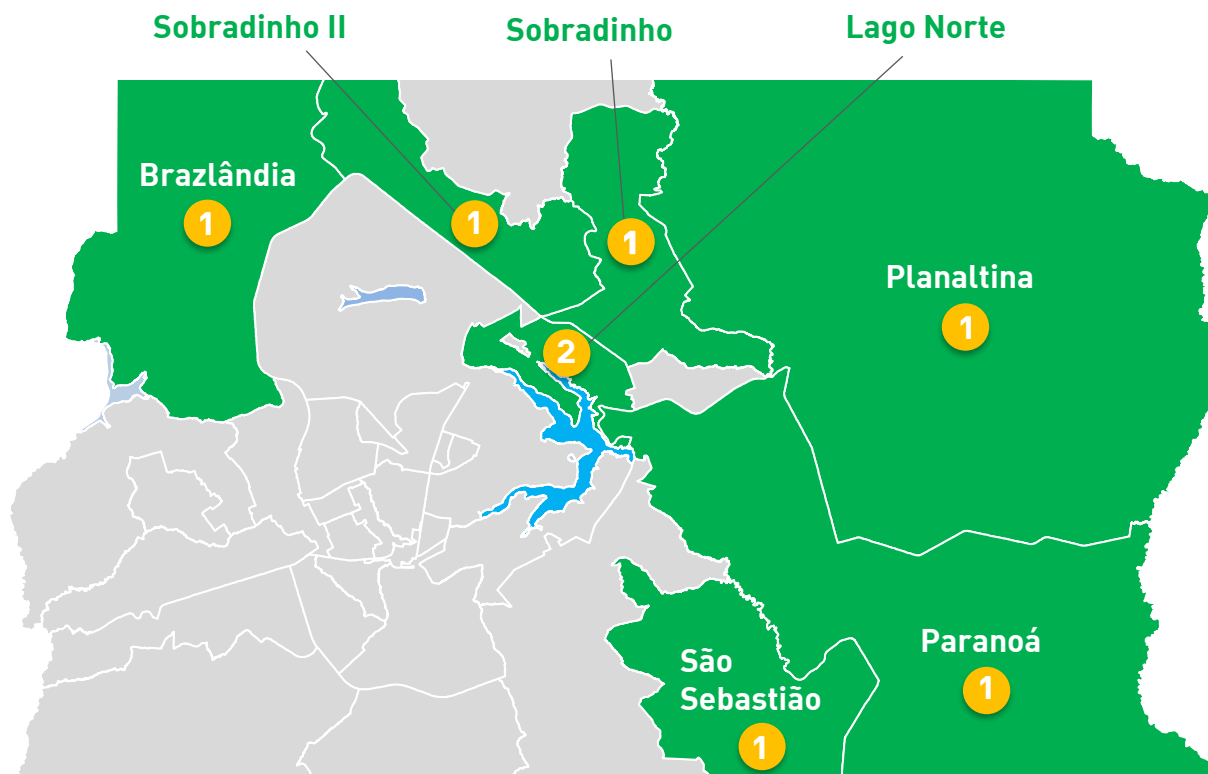 Sobradinho II
Sobradinho
Lago Norte
Brazlândia
1
1
1
Planaltina
1
2
Paranoá
1
São
Sebastião
1